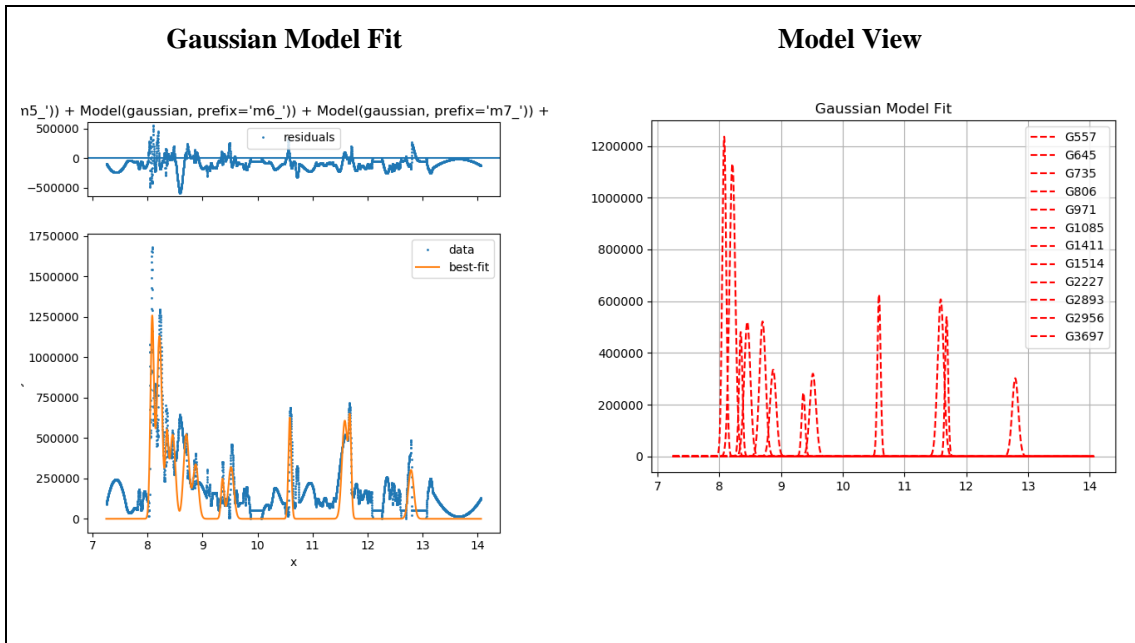 Gaussian Model Fit
Model View
n5_')) + Model(gaussian, prefix='m6_')) + Model(gaussian, prefix='m7_')) +
500000
0
−500000
residuals
1750000
1500000
1250000
1000000
750000
500000
250000
0
data
best-fit
7 8 9 10 11 12 13 14
x
Gaussian Model Fit
1200000
1000000
800000
600000
400000
200000
0
G557
G645
G735
G806
G971
G1085
G1411
G1514
G2227
G2893
G2956
G3697
7 8 9 10 11 12 13 14